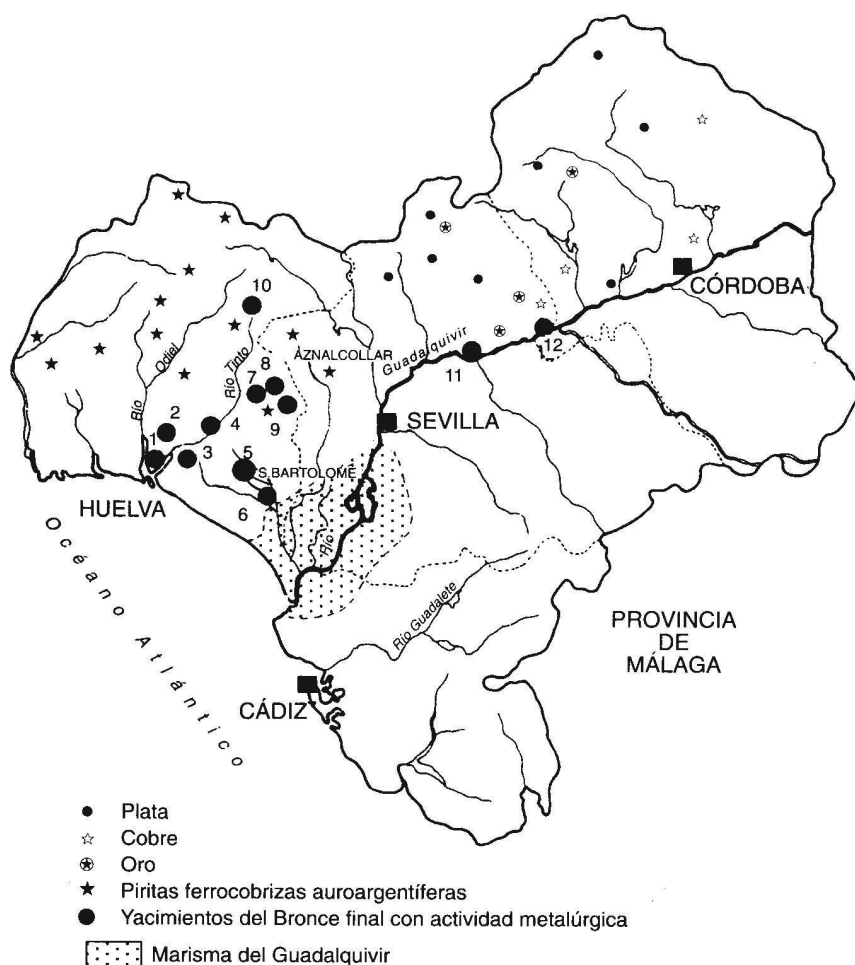 CÓRDOBA
10
AZNALCOLLAR
Guadalquivir
12
11
Odiel
Río
Río Tinto
8
7
9
SEVILLA
2
4
1
3
5
S.BARTOLOMÉ
6
HUELVA
Río
Océano Atlántico
Río Guadalete
PROVINCIA
DE
MÁLAGA
CÁDIZ
Plata
Cobre
Oro
Piritas ferrocobrizas auroargentíferas
Yacimientos del Bronce final con actividad metalúrgica
Marisma del Guadalquivir